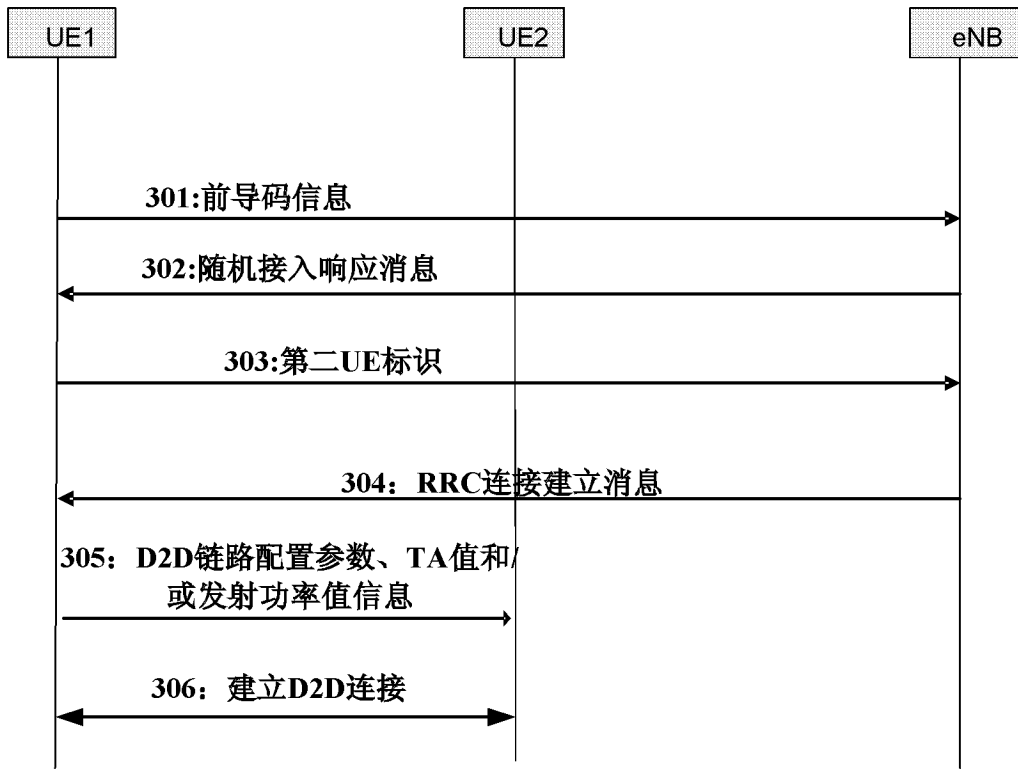 UE1
UE2
eNB
301:前导码信息
302:随机接入响应消息
303:第二UE标识
304：RRC连接建立消息
305：D2D链路配置参数、TA值和/
或发射功率值信息
306：建立D2D连接